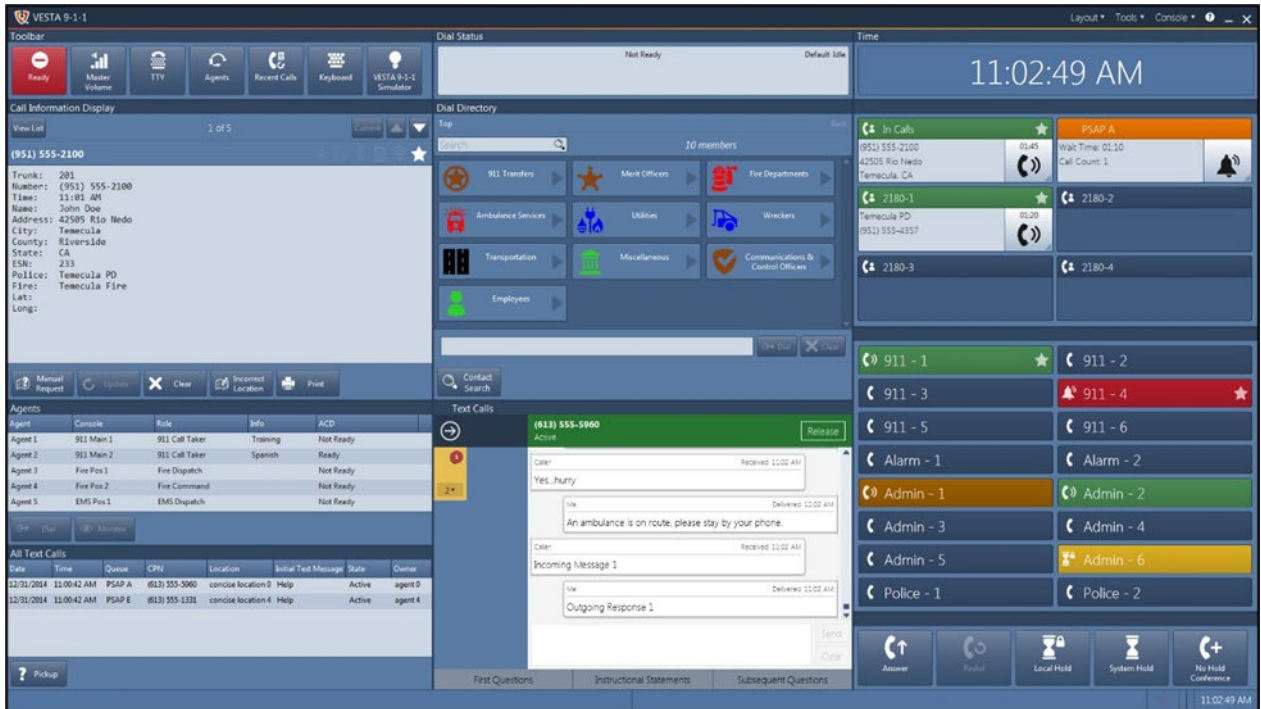 VESTA 9-1-1
Layout Tools Console ?
Toolbar
Ready
Master Volume
TTY
Agents
Recent Calls
Keyboard
VESTA 9-1-1 Simulator
Dial Status
Not Ready Default Idle
Time
11:02:49 AM
Call Information Display
View List 1 of 5 Commit
(951) 555-2100
Trunk: 201
Number: (951) 555-2100
Time: 11:01 AM
Name: John Doe
Address: 42505 Rio Nedo
City: Temecula
County: Riverside
State: CA
ESN: 233
Police: Temecula PD
Fire: Temecula Fire
Lat:
Long:
Manual Request
Update
Clear
Incorrect Location
Print
Dial Directory
Top Back
Search 10 members
911 Transfers
Merit Officers
Fire Departments
Ambulance Services
Utilities
Wreckers
Transportation
Miscellaneous
Communications & Control Officers
Employees
Dial Clear
Contact Search
In Calls
(951) 555-2100 01:45
42505 Rio Nedo
Temecula, CA
PSAP A
Wait Time: 01:10
Call Count: 1
2180-1
Temecula PD 01:20
(951) 555-4357
2180-2
2180-3
2180-4
911 - 1
911 - 2
911 - 3
911 - 4
911 - 5
911 - 6
Alarm - 1
Alarm - 2
Admin - 1
Admin - 2
Admin - 3
Admin - 4
Admin - 5
Admin - 6
Police - 1
Police - 2
Answer
Local Hold
System Hold
No Hold Conference
Agents
Agent Console Role Info ACD
Agent 1 911 Main 1 911 Call Taker Training Not Ready
Agent 2 911 Main 2 911 Call Taker Spanish Ready
Agent 3 Fire Pos 1 Fire Dispatch Not Ready
Agent 4 Fire Pos 2 Fire Command Not Ready
Agent 5 EMS Pos 1 EMS Dispatch Not Ready
Dial Monitor
All Text Calls
Date Time Queue CPN Location Initial Text Message State Owner
12/31/2014 11:00:42 AM PSAP A (613) 555-5960 concise location 0 Help Active agent 0
12/31/2014 11:00:42 AM PSAP E (613) 555-1331 concise location 4 Help Active agent 4
? Pickup
Text Calls
(613) 555-5960
Active
Release
Caller Received 11:02 AM
Yes...hurry
Me Delivered 11:02 AM
An ambulance is on route, please stay by your phone.
Caller Received 11:02 AM
Incoming Message 1
Me Delivered 11:02 AM
Outgoing Response 1
Send
Clear
First Questions
Instructional Statements
Subsequent Questions
11:02:49 AM